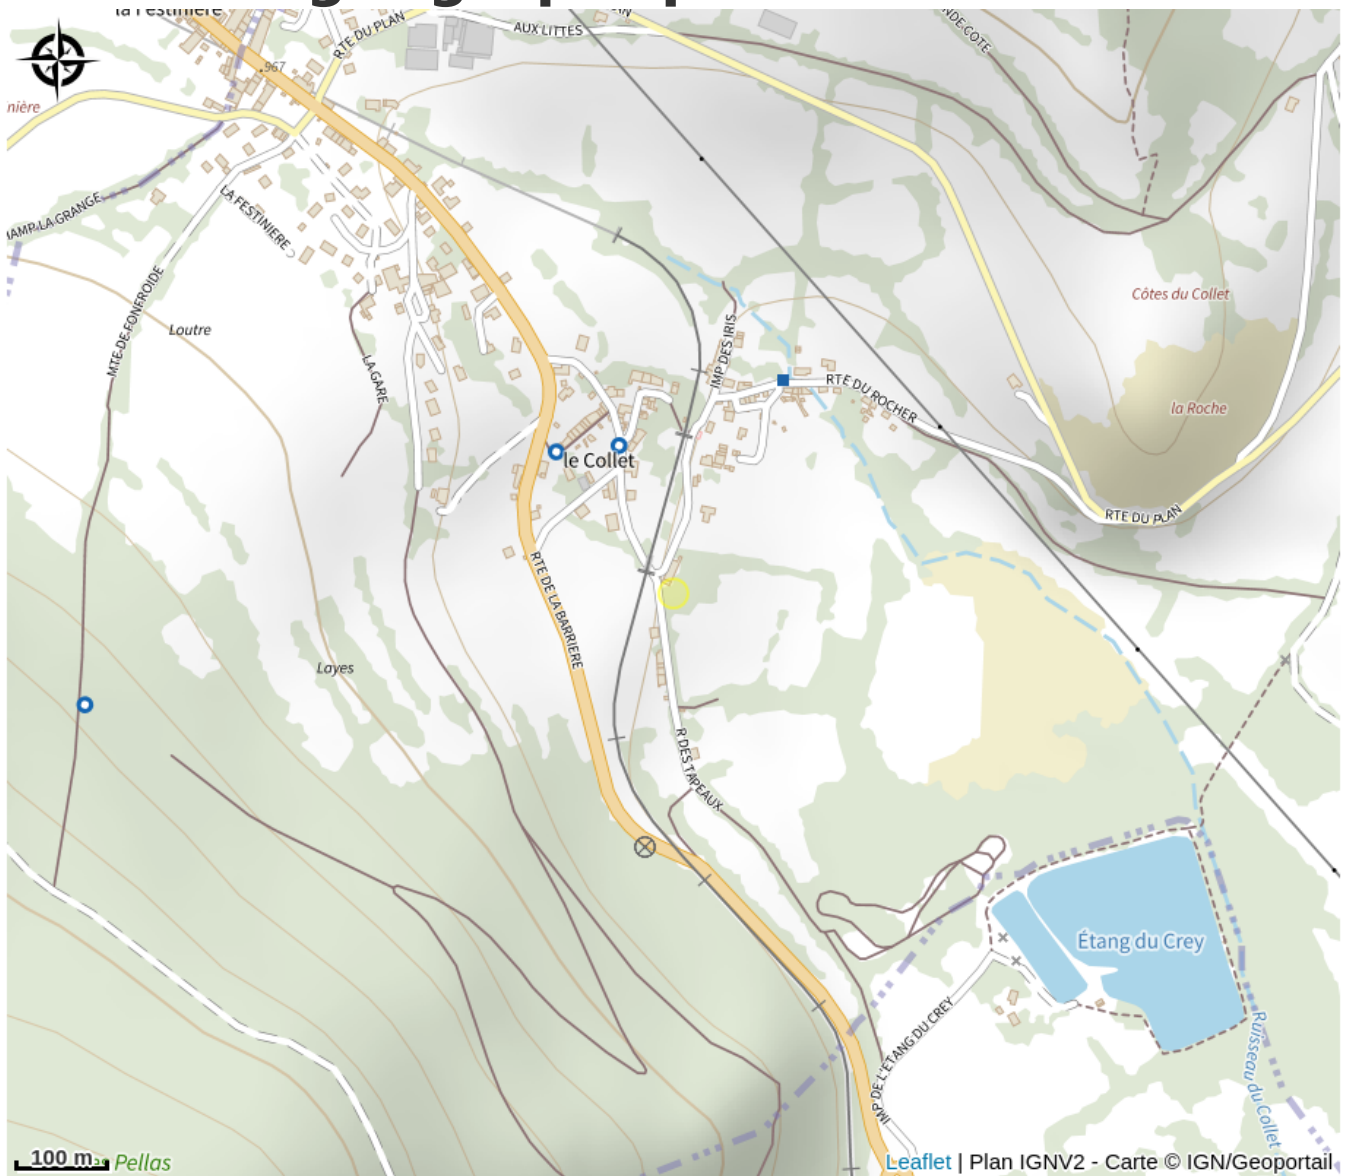 la Festinière
RTE DU PLAN
AUX LITTES
967
nière
LA FESTINIERE
MTE DE FONFROIDE
Loutre
LA GARE
IMP DES IRIS
RTE DU ROCHER
Côtes du Collet
la Roche
le Collet
RTE DU PLAN
RTE DE LA BARRIERE
Layes
R DES TAPEAUX
Étang du Crey
IMP DE L'ETANG DU CREY
Ruisseau du Collet
100 m
Pellas
Leaflet | Plan IGNV2 - Carte © IGN/Geoportail